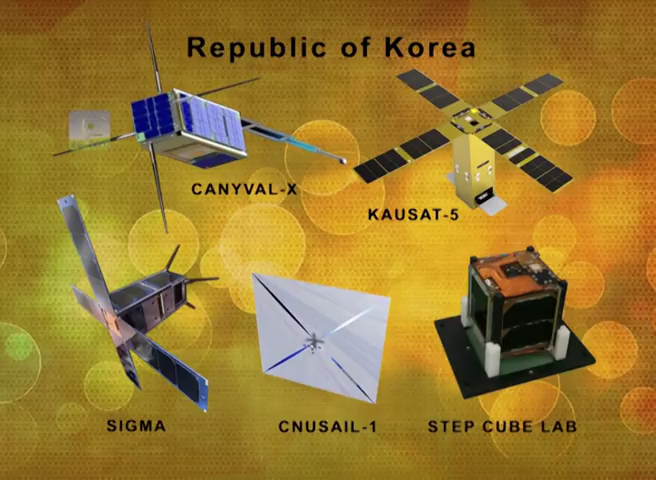 Republic of Korea
CANYVAL-X
KAUSAT-5
SIGMA
CNUSAIL-1
STEP CUBE LAB